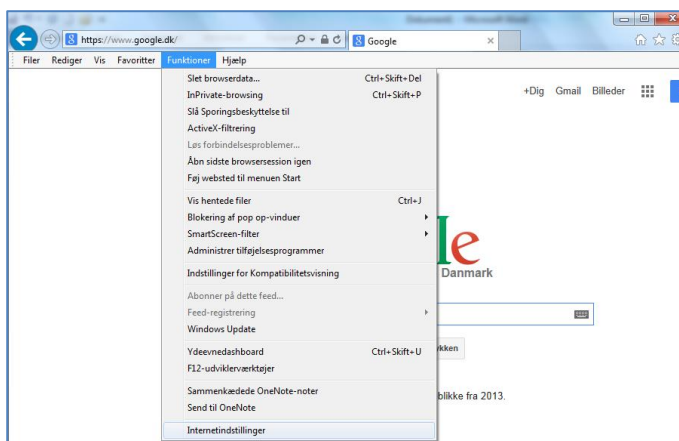 https://www.google.dk/
Google
Filer Rediger Vis Favoritter Funktioner Hjælp
+Dig Gmail Billeder
Slet browserdata... Ctrl+Skift+Del
InPrivate-browsing Ctrl+Skift+P
Slå Sporingsbeskyttelse til
ActiveX-filtrering
Løs forbindelsesproblemer...
Åbn sidste browsersession igen
Føj websted til menuen Start
Vis hentede filer Ctrl+J
Blokering af pop op-vinduer
SmartScreen-filter
Administrer tilføjelsesprogrammer
Indstillinger for Kompatibilitetsvisning
Abonner på dette feed...
Feed-registrering
Windows Update
Ydeevnedashboard Ctrl+Skift+U
F12-udviklerværktøjer
Sammenkædede OneNote-noter
Send til OneNote
Internetindstillinger
le
Danmark
ykken
blikke fra 2013.